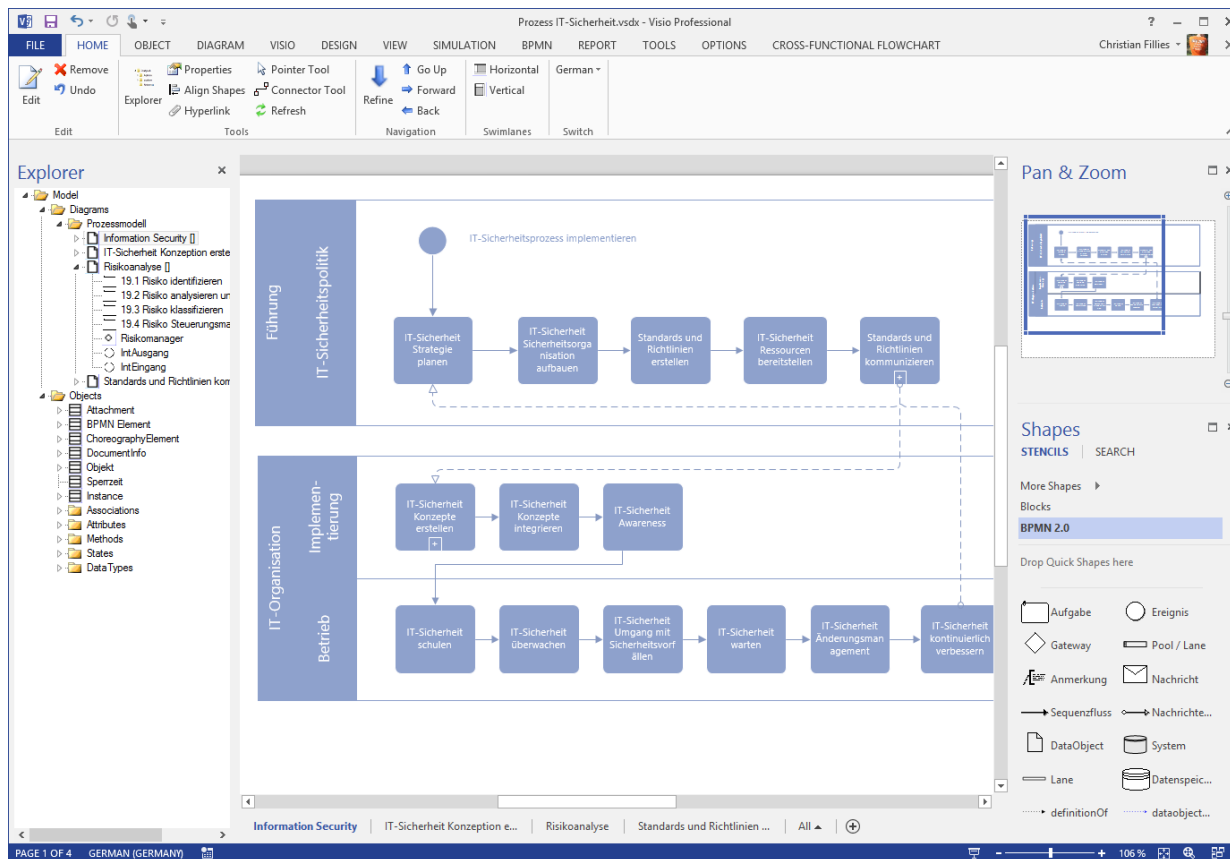 Prozess IT-Sicherheit.vsdx - Visio Professional
FILE HOME OBJECT DIAGRAM VISIO DESIGN VIEW SIMULATION BPMN REPORT TOOLS OPTIONS CROSS-FUNCTIONAL FLOWCHART Christian Fillies
Edit
Remove
Undo
Edit
Explorer
Properties
Align Shapes
Hyperlink
Pointer Tool
Connector Tool
Refresh
Tools
Refine
Go Up
Forward
Back
Navigation
Horizontal
Vertical
Swimlanes
German
Switch
Explorer
Model
Diagrams
Prozessmodell
Information Security []
IT-Sicherheit Konzeption erste
Risikoanalyse []
19.1 Risiko identifizieren
19.2 Risiko analysieren un
19.3 Risiko klassifizieren
19.4 Risiko Steuerungsma
Risikomanager
IntAusgang
IntEingang
Standards und Richtlinien kom
Objects
Attachment
BPMN Element
ChoreographyElement
DocumentInfo
Objekt
Sperrzeit
Instance
Associations
Attributes
Methods
States
DataTypes
Führung
IT-Sicherheitspolitik
IT-Sicherheitsprozess implementieren
IT-Sicherheit
Strategie
planen
IT-Sicherheit
Sicherheitsorga
nisation
aufbauen
Standards und
Richtlinien
erstellen
IT-Sicherheit
Ressourcen
bereitstellen
Standards und
Richtlinien
kommunizieren
IT-Organisation
Implemen-
tierung
IT-Sicherheit
Konzepte
erstellen
IT-Sicherheit
Konzepte
integrieren
IT-Sicherheit
Awareness
Betrieb
IT-Sicherheit
schulen
IT-Sicherheit
überwachen
IT-Sicherheit
Umgang mit
Sicherheitsvorf
ällen
IT-Sicherheit
warten
IT-Sicherheit
Änderungsman
agement
IT-Sicherheit
kontinuierlich
verbessern
Pan & Zoom
Shapes
STENCILS SEARCH
More Shapes
Blocks
BPMN 2.0
Drop Quick Shapes here
Aufgabe Ereignis
Gateway Pool / Lane
Anmerkung Nachricht
Sequenzfluss Nachrichte...
DataObject System
Lane Datenspeic...
definitionOf dataobject...
Information Security IT-Sicherheit Konzeption e... Risikoanalyse Standards und Richtlinien ... All
PAGE 1 OF 4 GERMAN (GERMANY) 106 %